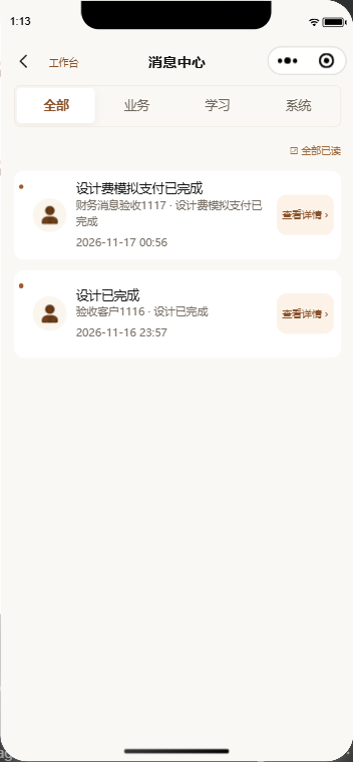 1:13
工作台
消息中心
全部 业务 学习 系统
全部已读
设计费模拟支付已完成
财务消息验收1117 · 设计费模拟支付已
完成
2026-11-17 00:56
查看详情 ›
设计已完成
验收客户1116 · 设计已完成
2026-11-16 23:57
查看详情 ›